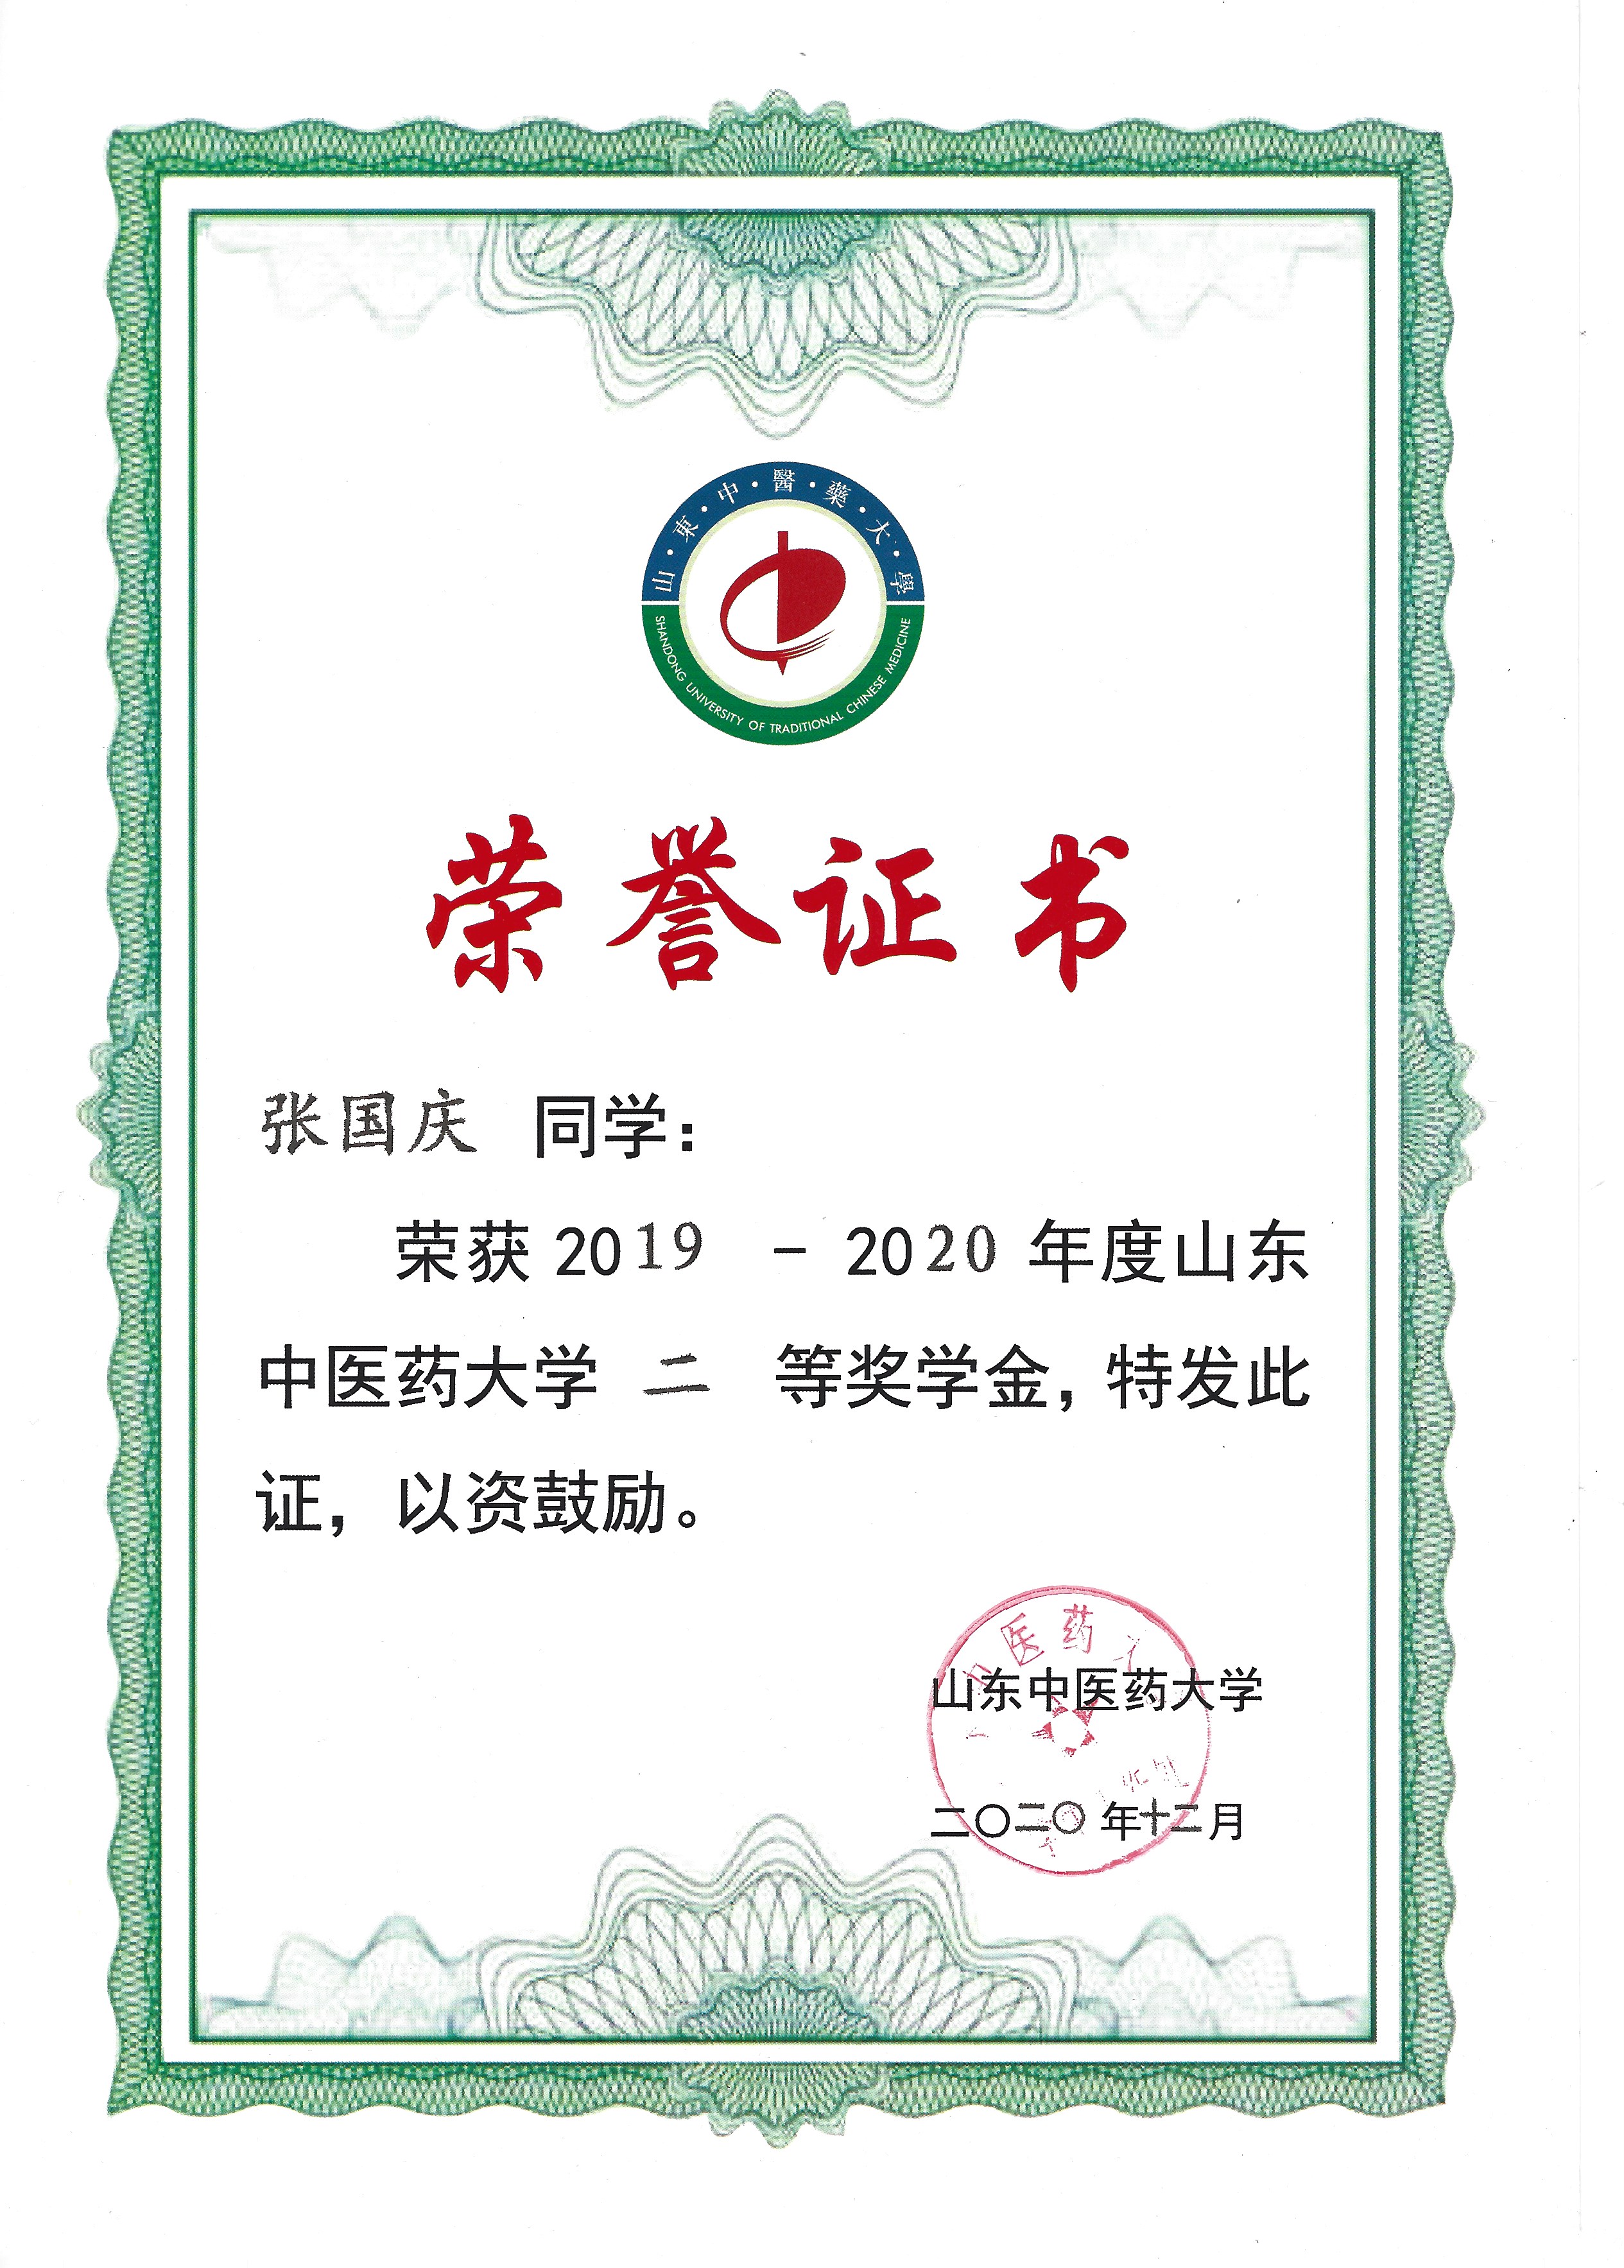 山·東·中·醫·藥·大·學
SHANDONG UNIVERSITY OF TRADITIONAL CHINESE MEDICINE
荣誉证书
张国庆 同学：
荣获 2019 - 2020 年度山东
中医药大学 二 等奖学金，特发此
证，以资鼓励。
中医药
山东中医药大学
二〇二〇年十二月